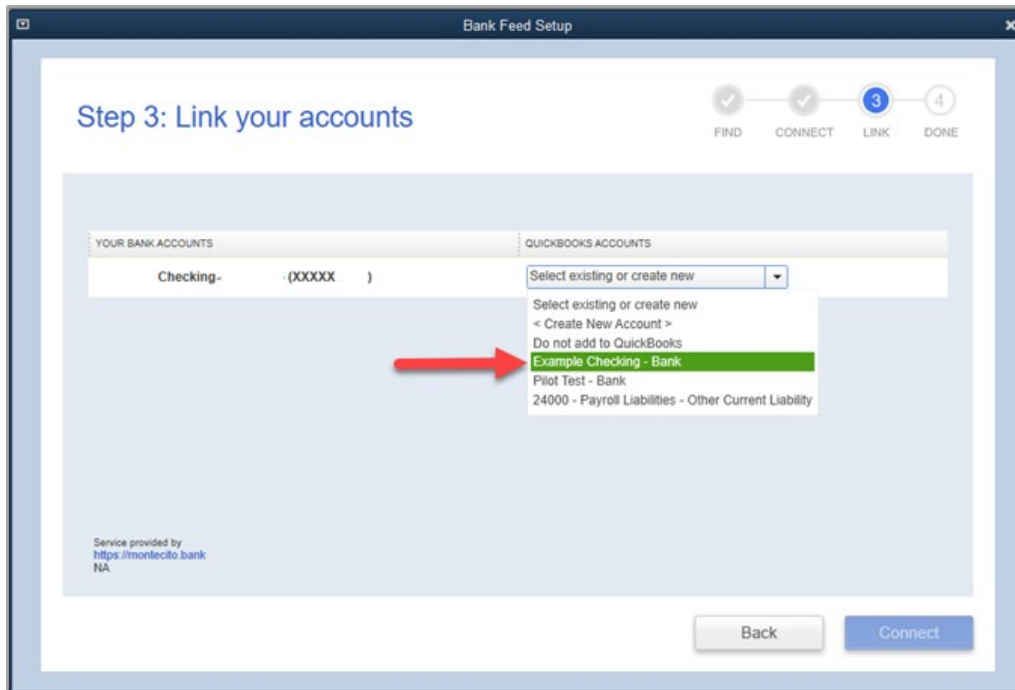 Bank Feed Setup
Step 3: Link your accounts
3
4
FIND CONNECT LINK DONE
YOUR BANK ACCOUNTS QUICKBOOKS ACCOUNTS
Checking- (XXXXX ) Select existing or create new
Select existing or create new
< Create New Account >
Do not add to QuickBooks
Example Checking - Bank
Pilot Test - Bank
24000 - Payroll Liabilities - Other Current Liability
Service provided by
https://montecito.bank
NA
Back Connect